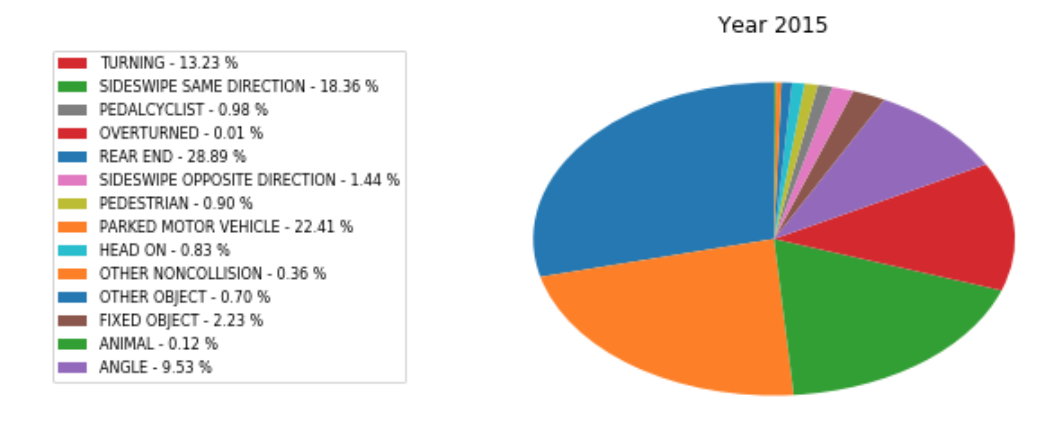 Year 2015
TURNING - 13.23 %
SIDESWIPE SAME DIRECTION - 18.36 %
PEDALCYCLIST - 0.98 %
OVERTURNED - 0.01 %
REAR END - 28.89 %
SIDESWIPE OPPOSITE DIRECTION - 1.44 %
PEDESTRIAN - 0.90 %
PARKED MOTOR VEHICLE - 22.41 %
HEAD ON - 0.83 %
OTHER NONCOLLISION - 0.36 %
OTHER OBJECT - 0.70 %
FIXED OBJECT - 2.23 %
ANIMAL - 0.12 %
ANGLE - 9.53 %